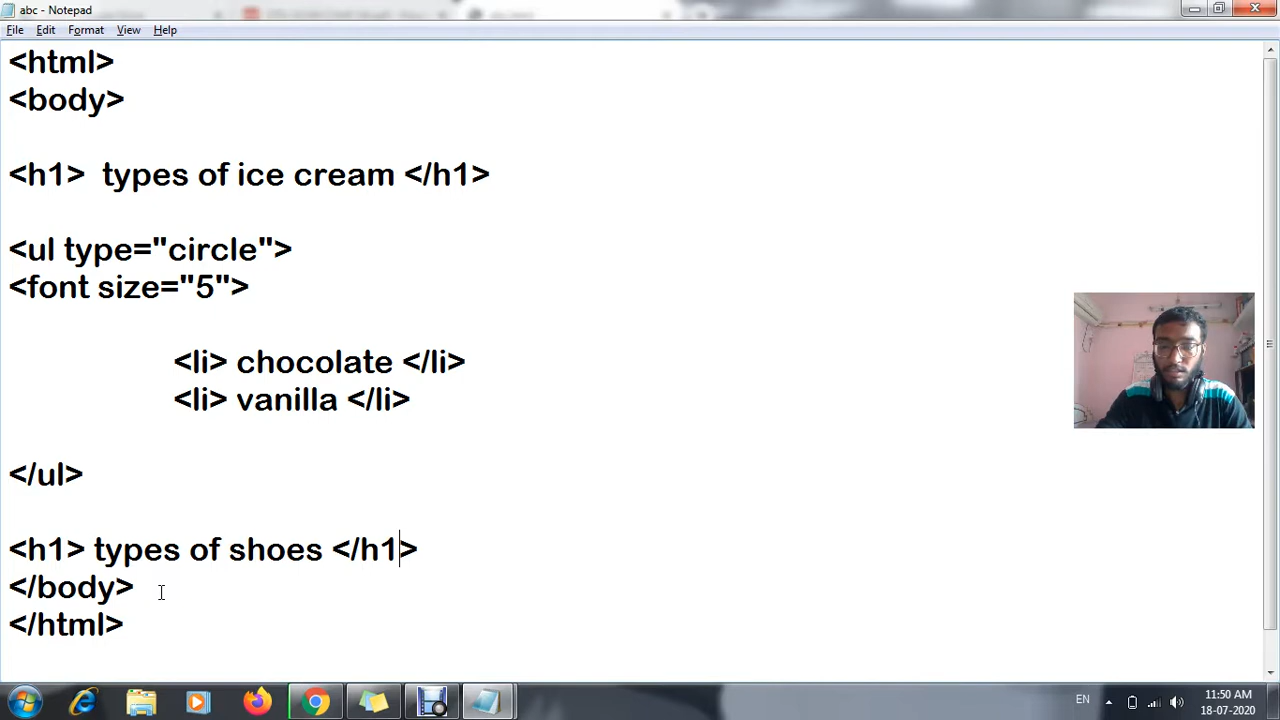 abc - Notepad
File Edit Format View Help
<html>
<body>
<h1>  types of ice cream </h1>
<ul type="circle">
<font size="5">
<li> chocolate </li>
<li> vanilla </li>
</ul>
<h1> types of shoes </h1>
</body>
</html>
EN
11:50 AM
18-07-2020